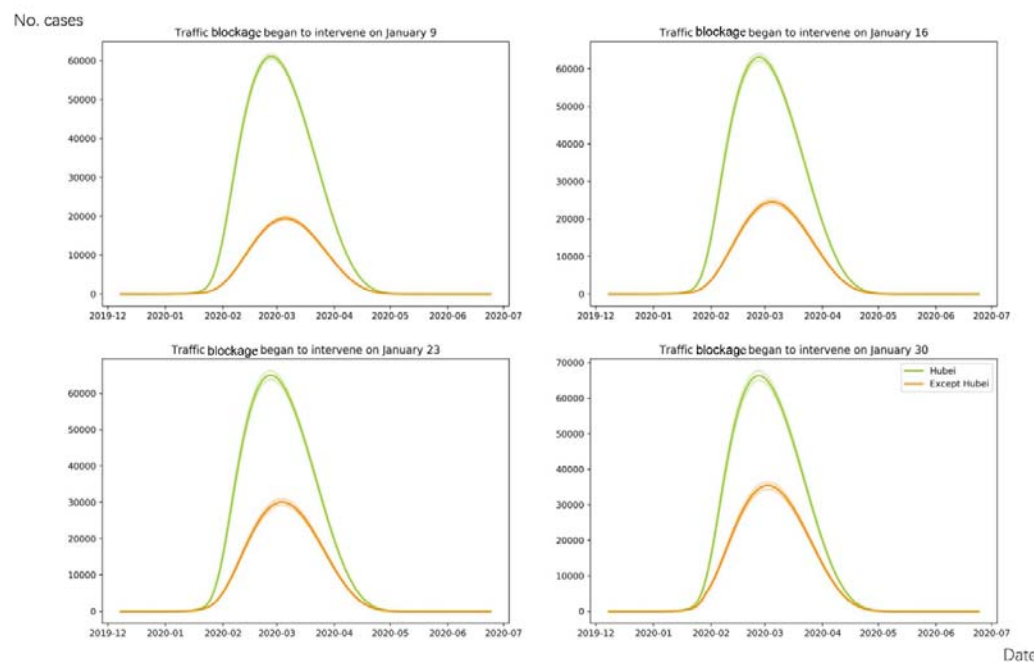 No. cases
Traffic blockage began to intervene on January 9
60000
50000
40000
30000
20000
10000
0
2019-12 2020-01 2020-02 2020-03 2020-04 2020-05 2020-06 2020-07
Traffic blockage began to intervene on January 16
60000
50000
40000
30000
20000
10000
0
2019-12 2020-01 2020-02 2020-03 2020-04 2020-05 2020-06 2020-07
Traffic blockage began to intervene on January 23
60000
50000
40000
30000
20000
10000
0
2019-12 2020-01 2020-02 2020-03 2020-04 2020-05 2020-06 2020-07
Traffic blockage began to intervene on January 30
70000
60000
50000
40000
30000
20000
10000
0
Hubei
Except Hubei
2019-12 2020-01 2020-02 2020-03 2020-04 2020-05 2020-06 2020-07
Date